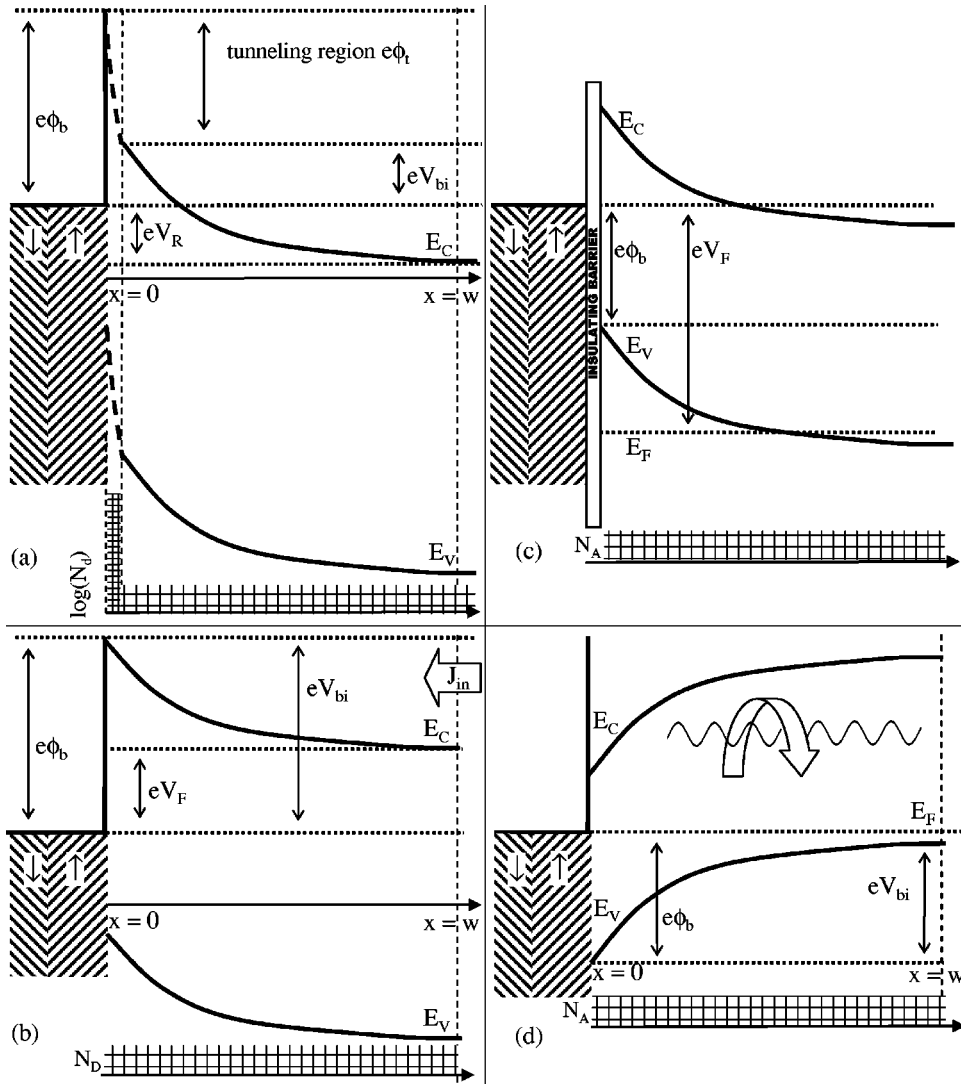 tunneling region eϕt
eϕb
eVbi
eVR
EC
↓ ↑
x = 0
x = w
EV
(a)
log(Nd)
EC
INSULATING BARRIER
eϕb
eVF
↓ ↑
EV
EF
(c)
NA
Jin
eVbi
EC
eϕb
eVF
↓ ↑
x = 0
x = w
EV
(b)
ND
EC
EF
↓ ↑
EV
eϕb
eVbi
x = 0
x = w
NA
(d)